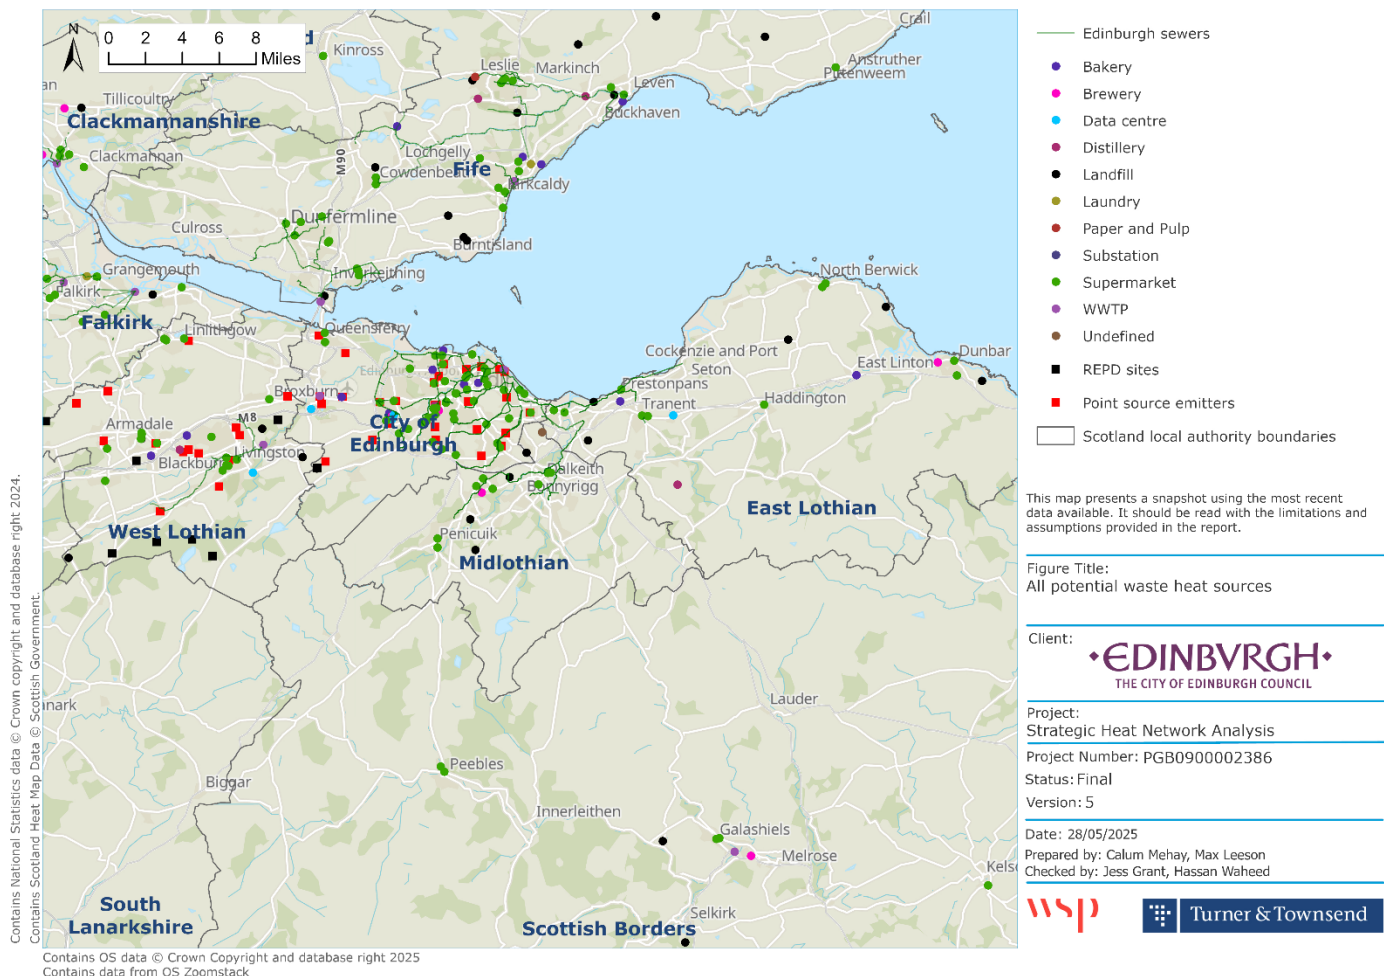 N
0 2 4 6 8
Miles
d
Kinross
Crail
Leslie
Markinch
Anstruther
Pittenweem
an
Tillicoultry
Leven
Buckhaven
Clackmannanshire
M90
Clackmannan
Lochgelly
Cowdenbeath
Fife
Kirkcaldy
Dunfermline
Culross
Burntisland
Grangemouth
Inverkeithing
North Berwick
Falkirk
Falkirk
Linlithgow
Queensferry
Cockenzie and Port
Seton
East Linton
Dunbar
Prestonpans
Broxburn
Tranent
Haddington
Armadale
M8
City of
Edinburgh
Blackburn
Livingston
Dalkeith
Bonnyrigg
East Lothian
West Lothian
Penicuik
Midlothian
anark
Lauder
Peebles
Biggar
Innerleithen
Galashiels
Melrose
Kels
Selkirk
South
Lanarkshire
Scottish Borders
Contains National Statistics data © Crown copyright and database right 2024.
Contains Scotland Heat Map Data © Scottish Government.
Contains OS data © Crown Copyright and database right 2025
Contains data from OS Zoomstack
Edinburgh sewers
Bakery
Brewery
Data centre
Distillery
Landfill
Laundry
Paper and Pulp
Substation
Supermarket
WWTP
Undefined
REPD sites
Point source emitters
Scotland local authority boundaries
This map presents a snapshot using the most recent
data available. It should be read with the limitations and
assumptions provided in the report.
Figure Title:
All potential waste heat sources
Client:
EDINBVRGH
THE CITY OF EDINBURGH COUNCIL
Project:
Strategic Heat Network Analysis
Project Number: PGB0900002386
Status: Final
Version: 5
Date: 28/05/2025
Prepared by: Calum Mehay, Max Leeson
Checked by: Jess Grant, Hassan Waheed
wsp
Turner & Townsend